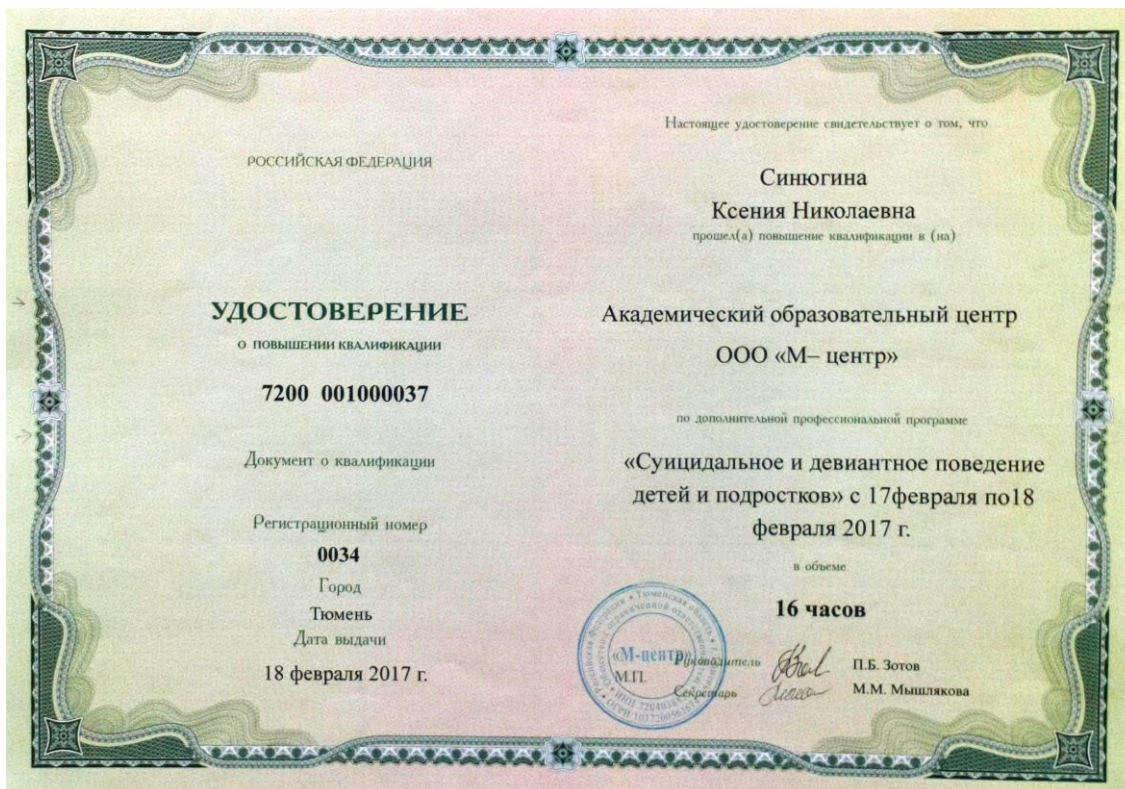 РОССИЙСКАЯ ФЕДЕРАЦИЯ
УДОСТОВЕРЕНИЕ
О ПОВЫШЕНИИ КВАЛИФИКАЦИИ
7200 001000037
Документ о квалификации
Регистрационный номер
0034
Город
Тюмень
Дата выдачи
18 февраля 2017 г.
Настоящее удостоверение свидетельствует о том, что
Синюгина
Ксения Николаевна
прошел(а) повышение квалификации в (на)
Академический образовательный центр
ООО «М– центр»
по дополнительной профессиональной программе
«Суицидальное и девиантное поведение
детей и подростков» с 17февраля по18
февраля 2017 г.
в объеме
16 часов
«М-центр»
Руководитель
П.Б. Зотов
М.П.
Секретарь
М.М. Мышлякова